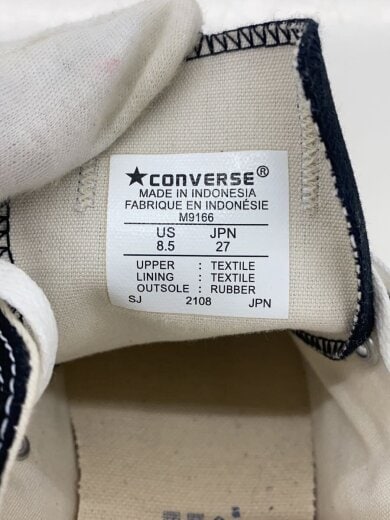 ★CONVERSE®
MADE IN INDONESIA
FABRIQUE EN INDONÉSIE
M9166
US JPN
8.5 27
UPPER : TEXTILE
LINING : TEXTILE
OUTSOLE : RUBBER
SJ 2108 JPN